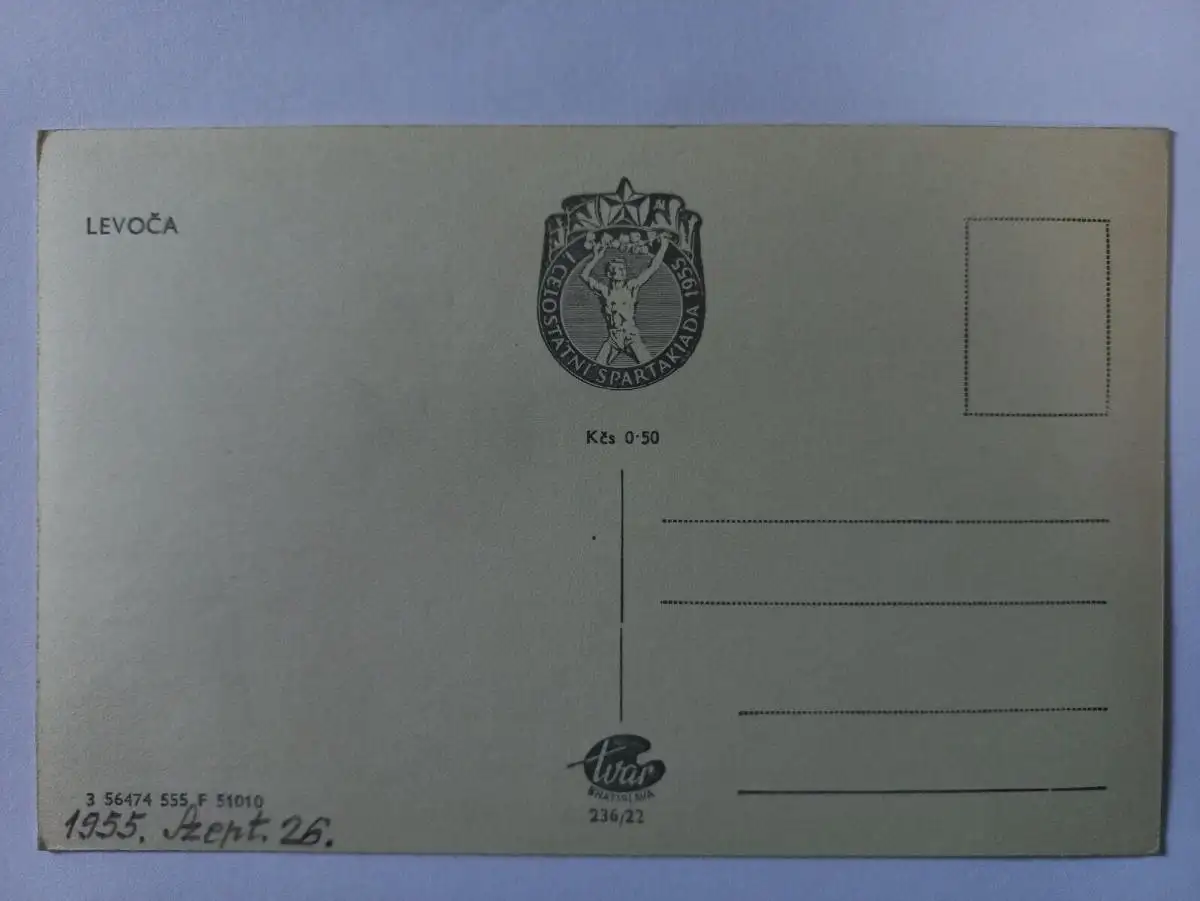 LEVOČA
I. CELOSTÁTNÍ SPARTAKIADA 1955
Kčs 0·50
tvar
BRATISLAVA
236/22
3 56474 555 F 51010
1955. Szept. 26.